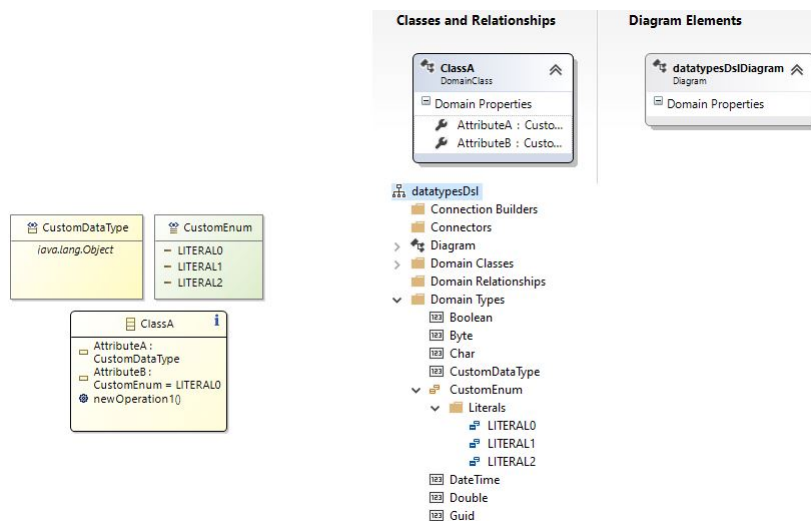 CustomDataType
java.lang.Object
CustomEnum
LITERAL0
LITERAL1
LITERAL2
ClassA
AttributeA :
CustomDataType
AttributeB :
CustomEnum = LITERAL0
newOperation1()
Classes and Relationships
Diagram Elements
ClassA
DomainClass
Domain Properties
AttributeA : Custo...
AttributeB : Custo...
datatypesDslDiagram
Diagram
Domain Properties
datatypesDsl
Connection Builders
Connectors
Diagram
Domain Classes
Domain Relationships
Domain Types
Boolean
Byte
Char
CustomDataType
CustomEnum
Literals
LITERAL0
LITERAL1
LITERAL2
DateTime
Double
Guid